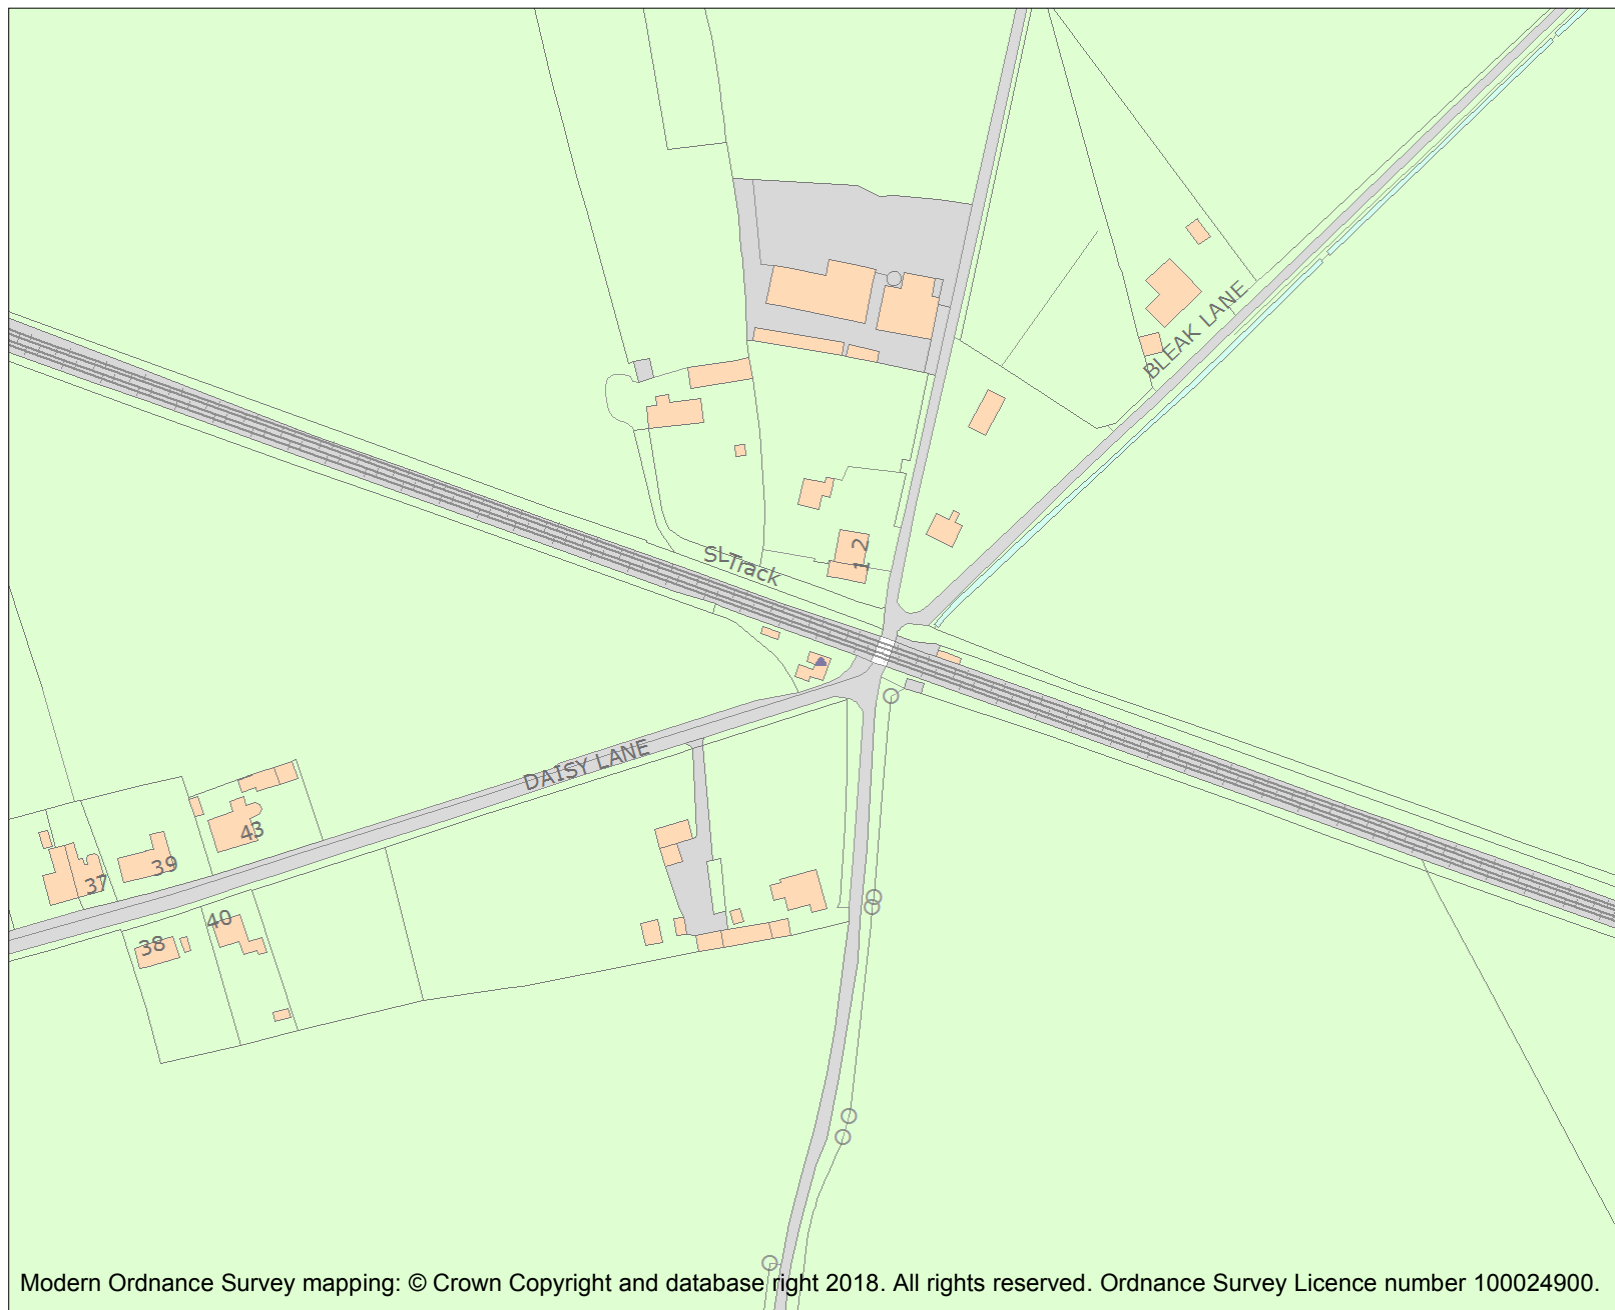 BLEAK LANE
SL
Track
2
1
DAISY LANE
43
39
37
40
38
Modern Ordnance Survey mapping: © Crown Copyright and database right 2018. All rights reserved. Ordnance Survey Licence number 100024900.